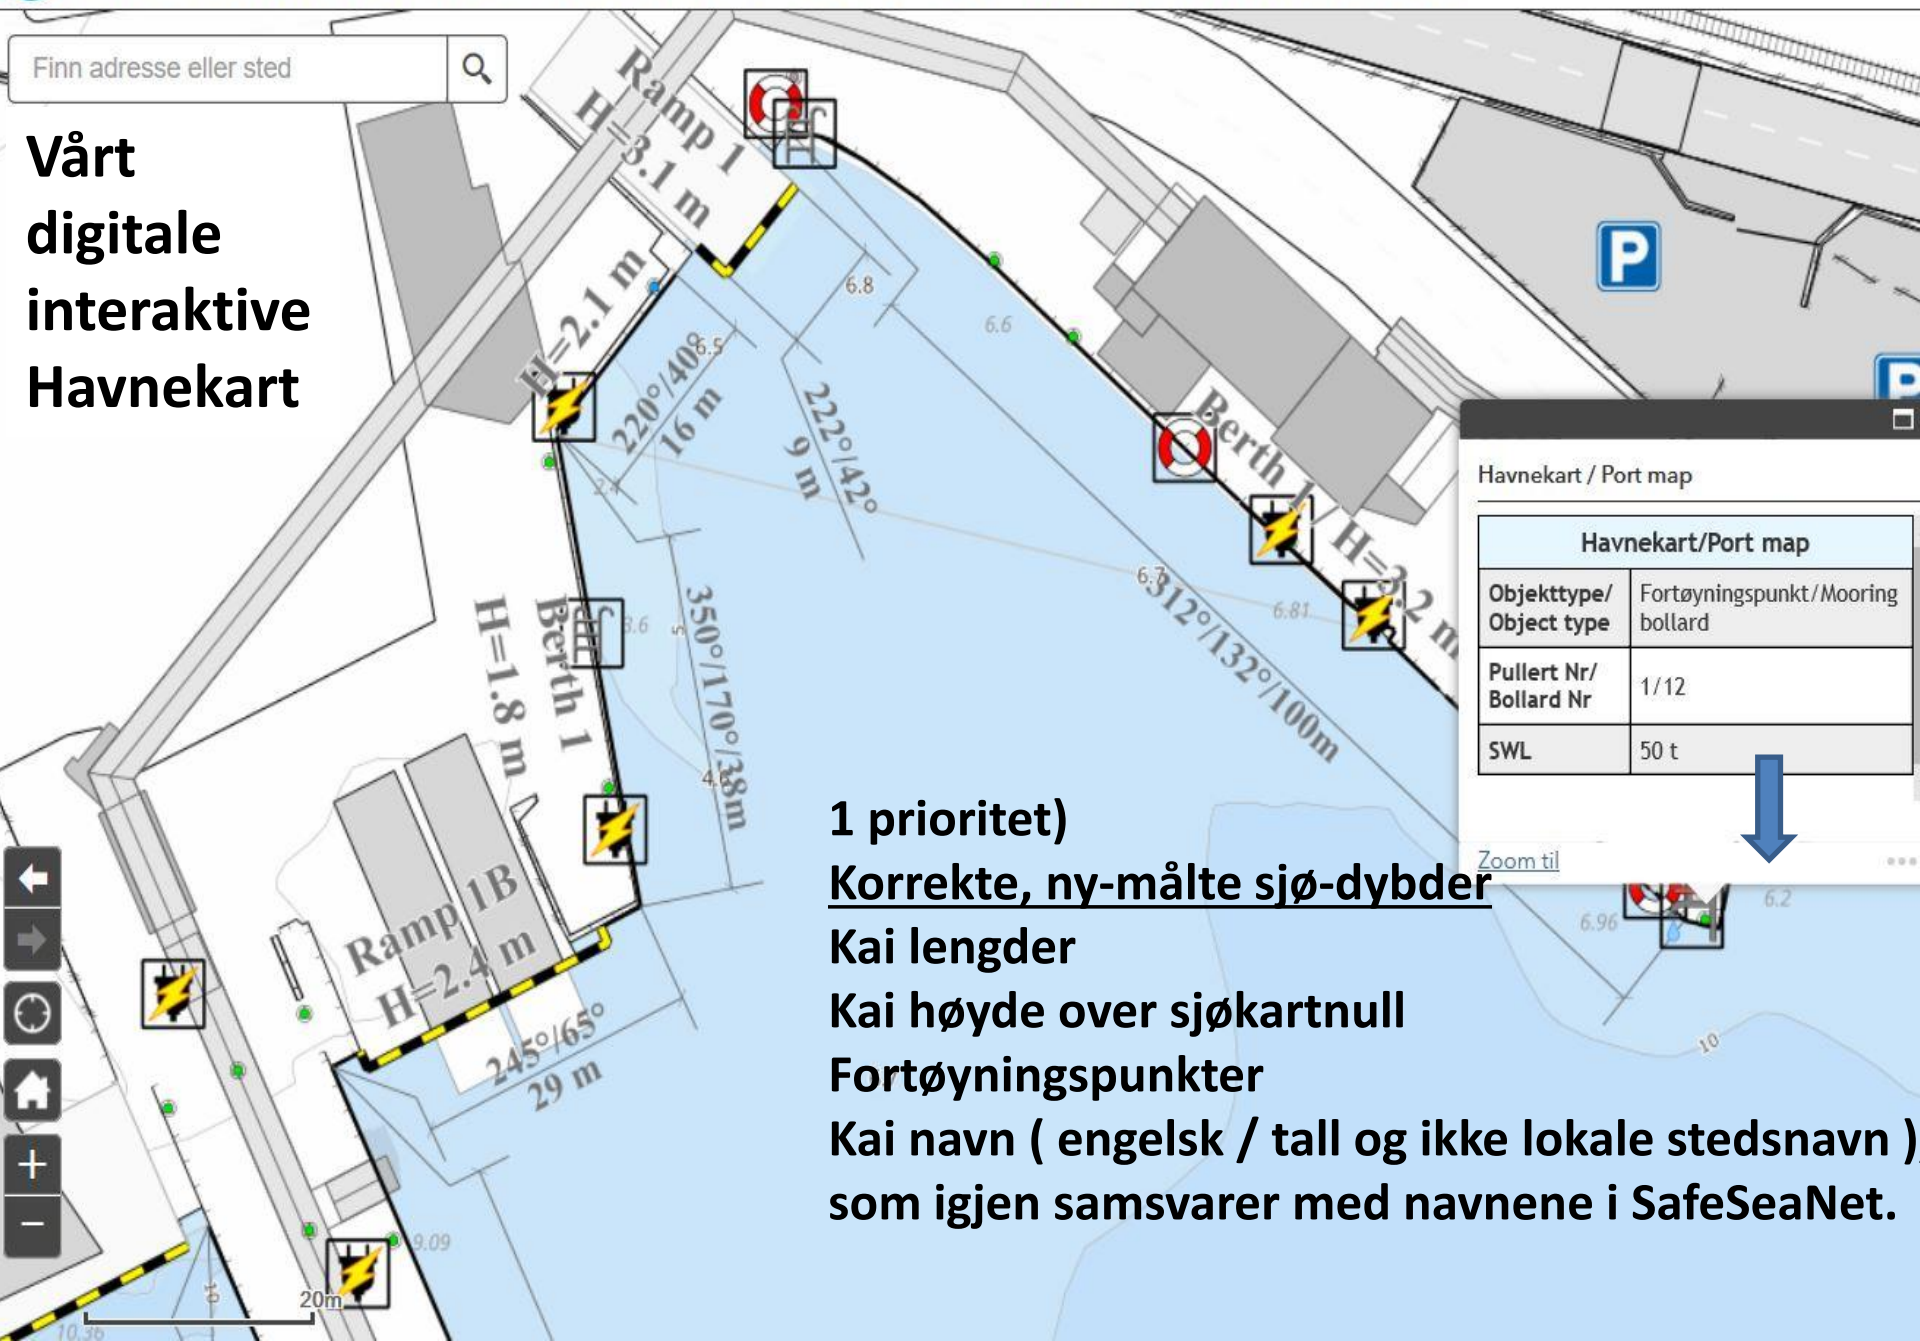 Finn adresse eller sted
Vårt
digitale
interaktive
Havnekart
Ramp 1
H=3.1 m
H=2.1 m
6.8
6.6
6.5
220°/40°
16 m
222°/42°
9 m
2.4
Berth 1 / H=3.2 m
6.7
6.81
312°/132°/100m
3.6
5
350°/170°/38m
Berth 1
H=1.8 m
Ramp 1B
H=2.4 m
245°/65°
29 m
P
P
Havnekart / Port map
Havnekart/Port map
Objekttype/
Object type
Fortøyningspunkt/Mooring
bollard
Pullert Nr/
Bollard Nr
1/12
SWL
50 t
Zoom til
6.96
6.2
10
1 prioritet)
Korrekte, ny-målte sjø-dybder
Kai lengder
Kai høyde over sjøkartnull
Fortøyningspunkter
Kai navn ( engelsk / tall og ikke lokale stedsnavn ),
som igjen samsvarer med navnene i SafeSeaNet.
9.09
10
20m
10.36